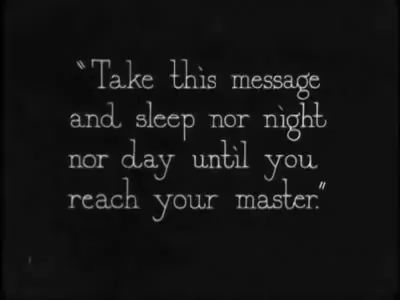 "Take this message
and sleep nor night
nor day until you
reach your master."